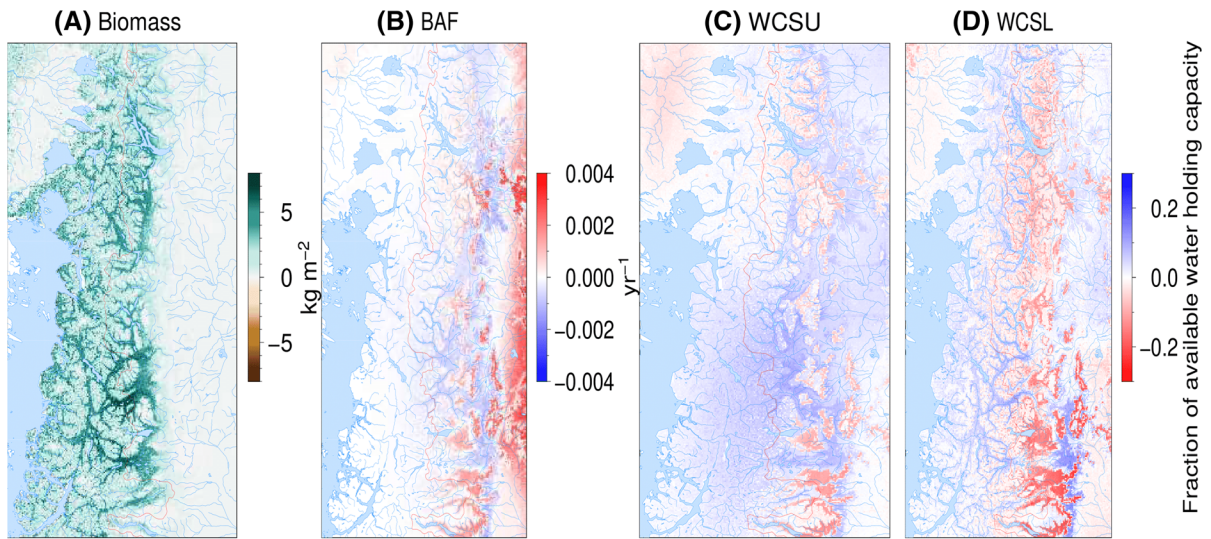 (A) Biomass
(B) BAF
(C) WCSU
(D) WCSL
5
0
−5
kg m−2
0.004
0.002
0.000
−0.002
−0.004
yr−1
0.2
0.0
−0.2
Fraction of available water holding capacity